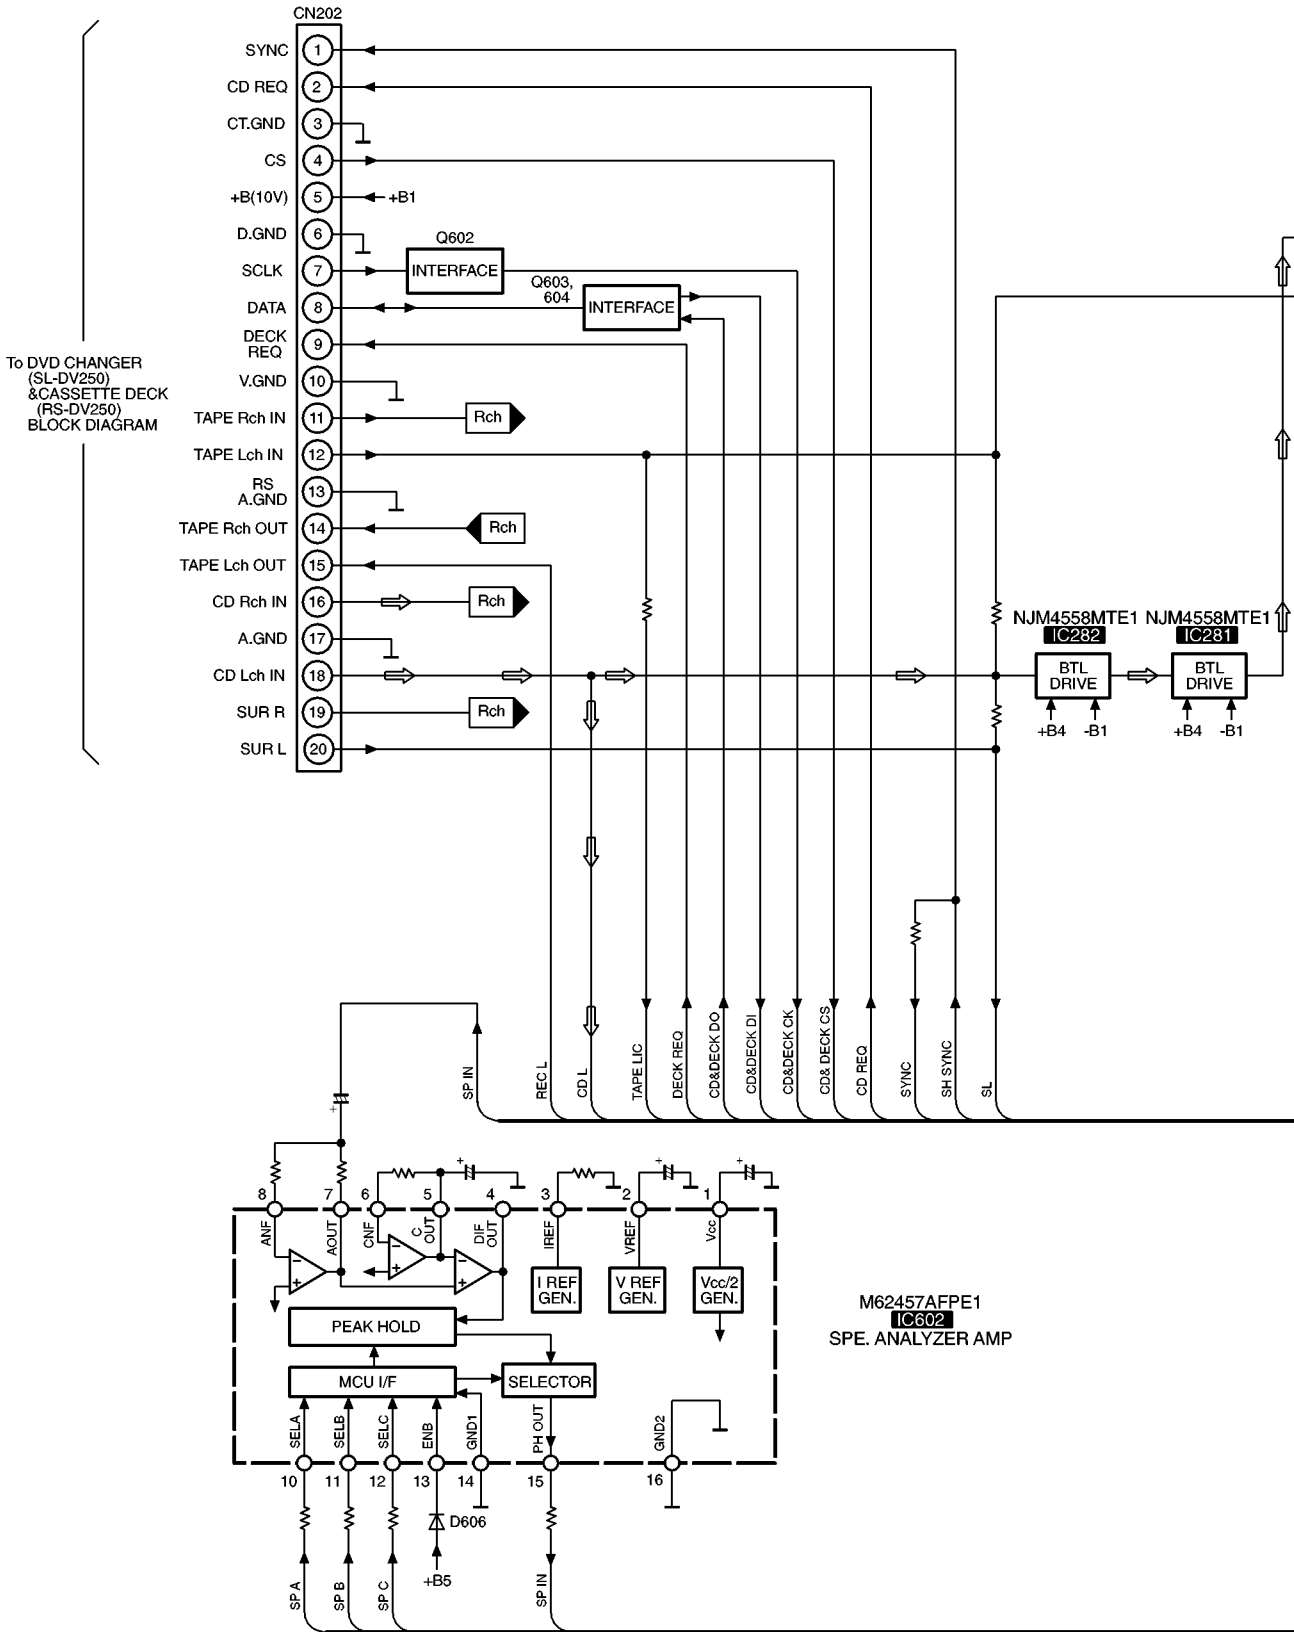 CN202
SYNC 1
CD REQ 2
CT.GND 3
CS 4
+B(10V) 5 +B1
D.GND 6
Q602
SCLK 7 INTERFACE
Q603,
604
DATA 8 INTERFACE
DECK
REQ 9
V.GND 10
TAPE Rch IN 11 Rch
TAPE Lch IN 12
RS
A.GND 13
TAPE Rch OUT 14 Rch
TAPE Lch OUT 15
CD Rch IN 16 Rch
A.GND 17
CD Lch IN 18
SUR R 19 Rch
SUR L 20
To DVD CHANGER
(SL-DV250)
&CASSETTE DECK
(RS-DV250)
BLOCK DIAGRAM
NJM4558MTE1 NJM4558MTE1
IC282 IC281
BTL
DRIVE
BTL
DRIVE
+B4 -B1 +B4 -B1
SP IN
REC L
CD L
TAPE LIC
DECK REQ
CD&DECK DO
CD&DECK DI
CD&DECK CK
CD& DECK CS
CD REQ
SYNC
SH SYNC
SL
+
+ + +
8 7 6 5 4 3 2 1
ANF
AOUT
CNF
C
OUT
DIF
OUT
IREF
VREF
Vcc
− +
− +
− +
I REF
GEN.
V REF
GEN.
Vcc/2
GEN.
PEAK HOLD
MCU I/F
SELECTOR
M62457AFPE1
IC602
SPE. ANALYZER AMP
SELA
SELB
SELC
ENB
GND1
PH OUT
GND2
10 11 12 13 14 15 16
D606
+B5
SP A
SP B
SP C
SP IN